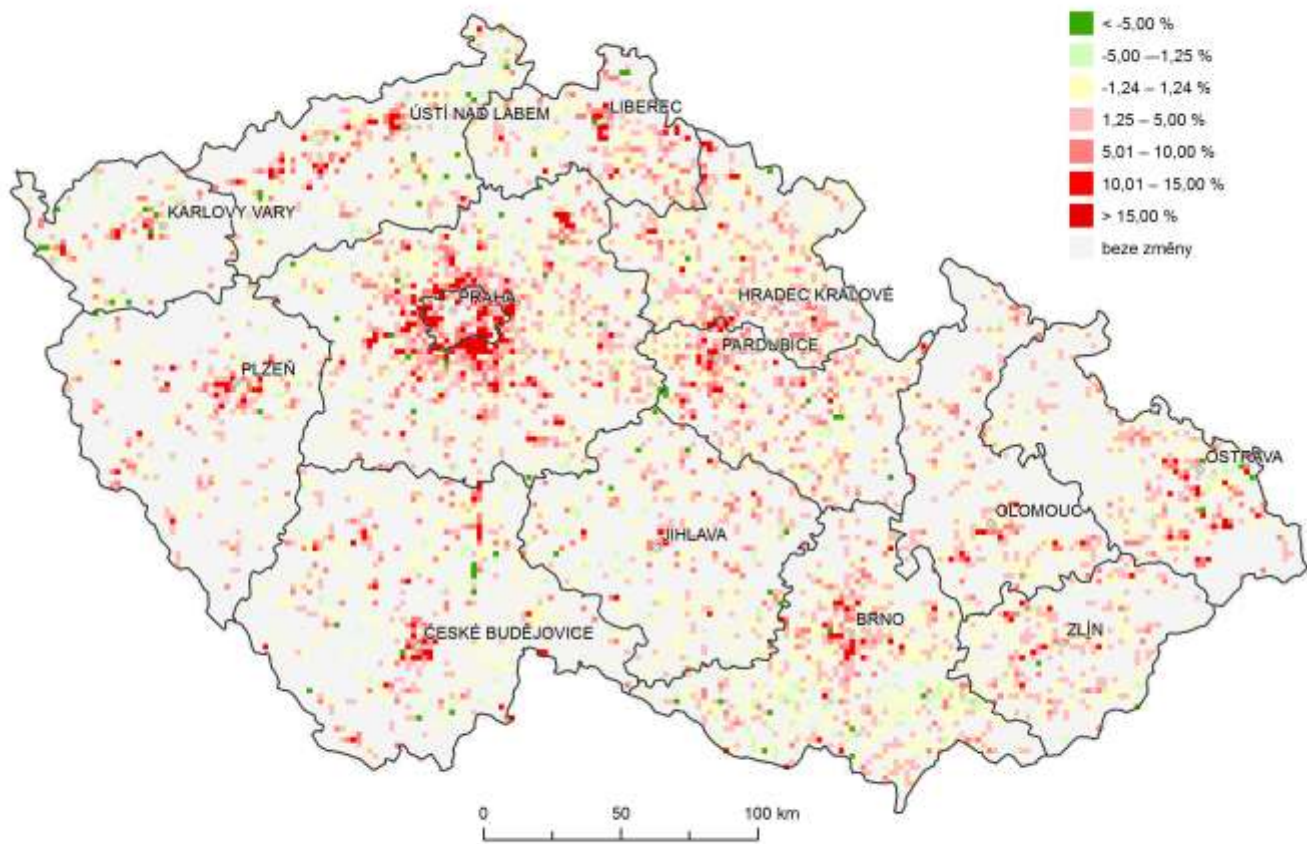 < -5,00 %
-5,00 —1,25 %
-1,24 – 1,24 %
1,25 – 5,00 %
5,01 – 10,00 %
10,01 – 15,00 %
> 15,00 %
beze změny
ÚSTÍ NAD LABEM
LIBEREC
KARLOVY VARY
PRAHA
HRADEC KRÁLOVÉ
PARDUBICE
PLZEŇ
OSTRAVA
OLOMOUC
JIHLAVA
BRNO
ČESKÉ BUDĚJOVICE
ZLÍN
0 50 100 km